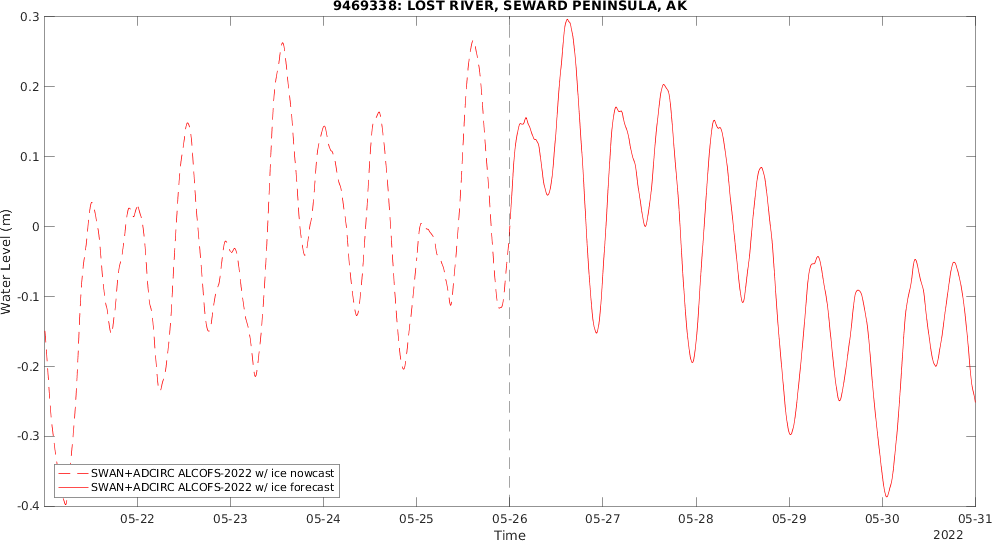 9469338: LOST RIVER, SEWARD PENINSULA, AK
0.3
0.2
0.1
0
-0.1
-0.2
-0.3
-0.4
Water Level (m)
SWAN+ADCIRC ALCOFS-2022 w/ ice nowcast
SWAN+ADCIRC ALCOFS-2022 w/ ice forecast
05-22 05-23 05-24 05-25 05-26 05-27 05-28 05-29 05-30 05-31
Time
2022